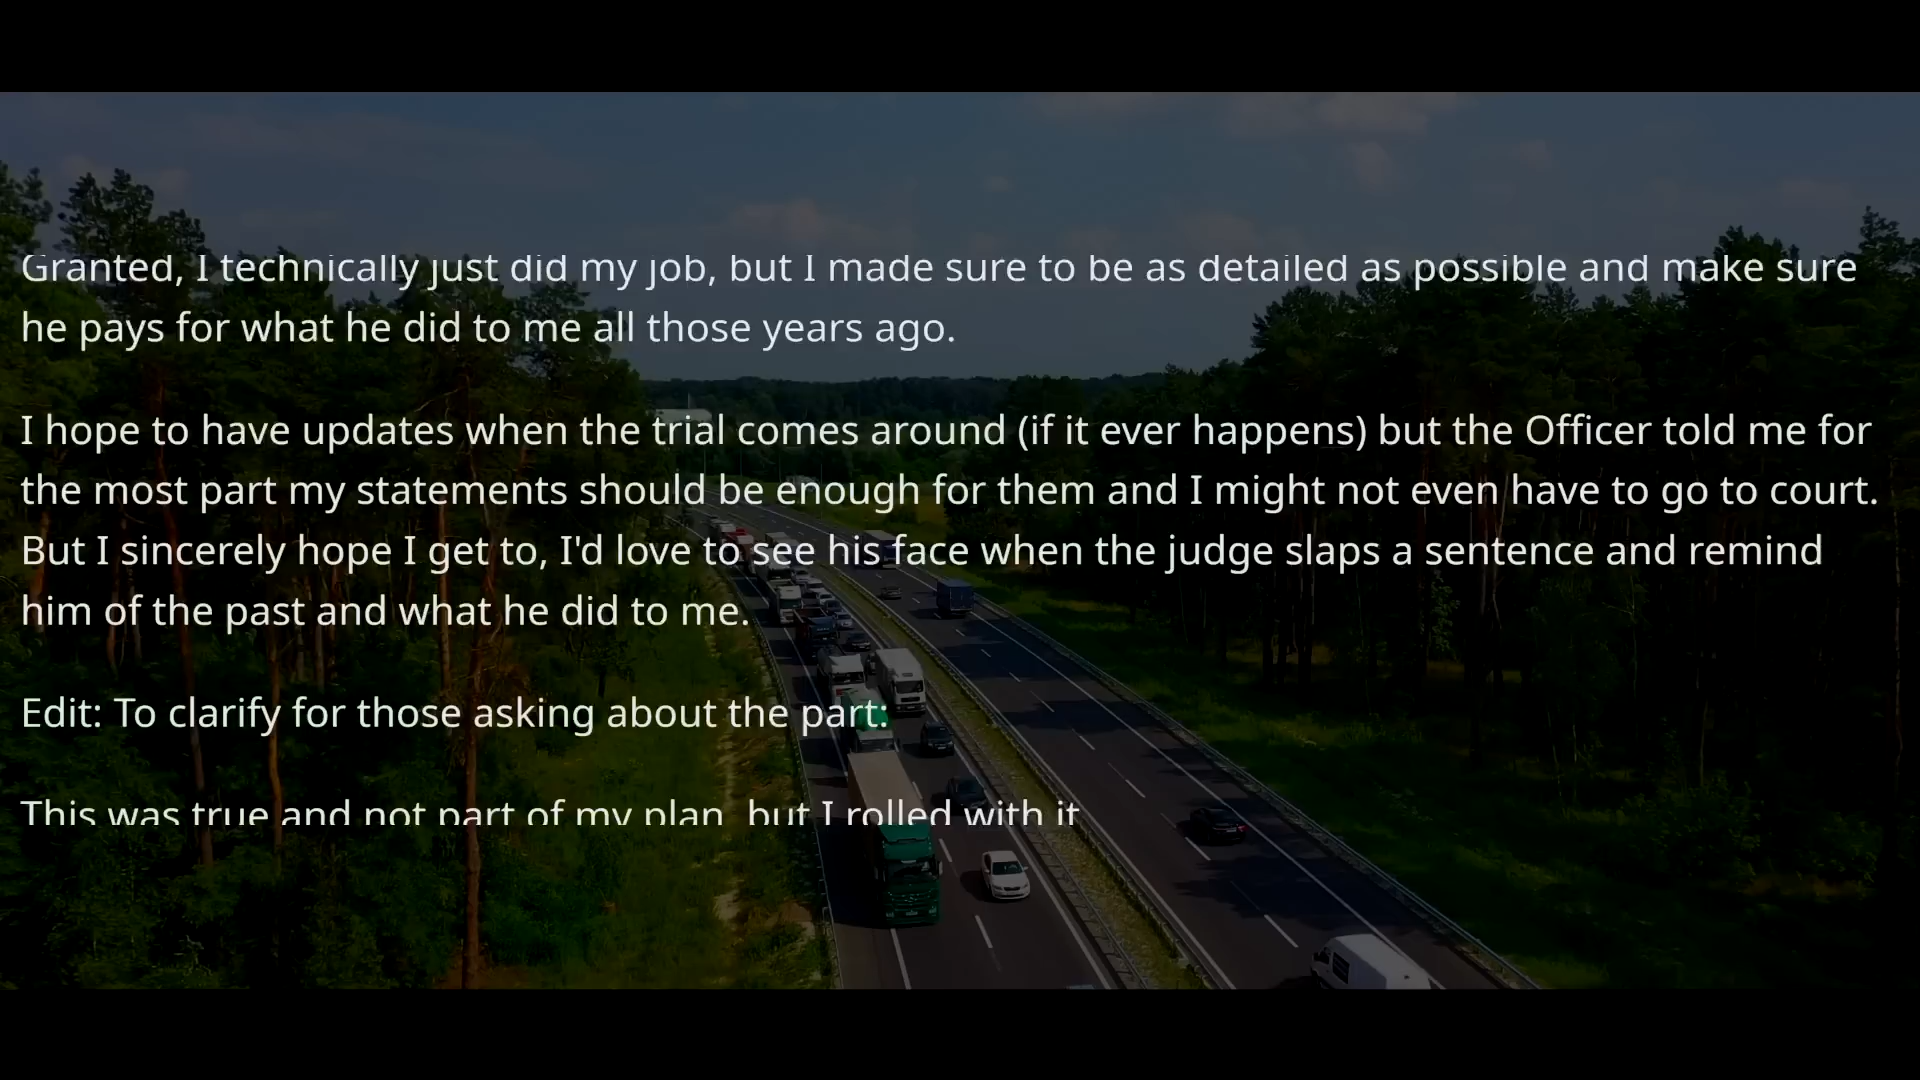 Granted, I technically just did my job, but I made sure to be as detailed as possible and make sure
he pays for what he did to me all those years ago.
I hope to have updates when the trial comes around (if it ever happens) but the Officer told me for
the most part my statements should be enough for them and I might not even have to go to court.
But I sincerely hope I get to, I'd love to see his face when the judge slaps a sentence and remind
him of the past and what he did to me.
Edit: To clarify for those asking about the part:
This was true and not part of my plan, but I rolled with it